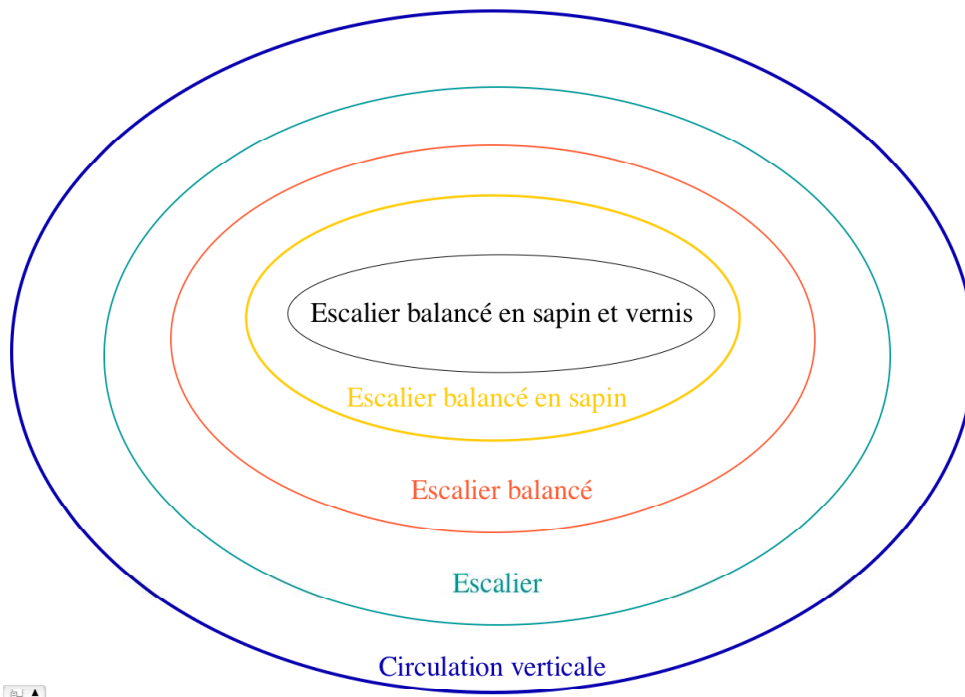 Escalier balancé en sapin et vernis
Escalier balancé en sapin
Escalier balancé
Escalier
Circulation verticale